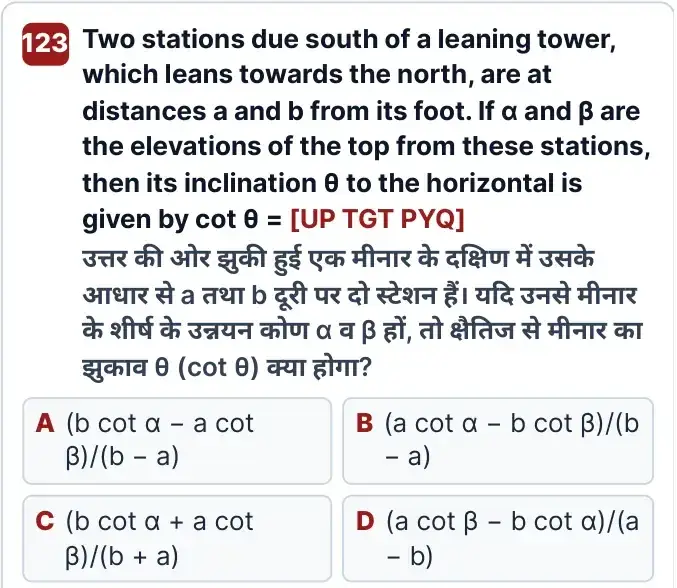 123 Two stations due south of a leaning tower,
which leans towards the north, are at
distances a and b from its foot. If α and β are
the elevations of the top from these stations,
then its inclination θ to the horizontal is
given by cot θ = [UP TGT PYQ]
उत्तर की ओर झुकी हुई एक मीनार के दक्षिण में उसके
आधार से a तथा b दूरी पर दो स्टेशन हैं। यदि उनसे मीनार
के शीर्ष के उन्नयन कोण α व β हों, तो क्षैतिज से मीनार का
झुकाव θ (cot θ) क्या होगा?
A (b cot α − a cot
β)/(b − a)
B (a cot α − b cot β)/(b
− a)
C (b cot α + a cot
β)/(b + a)
D (a cot β − b cot α)/(a
− b)